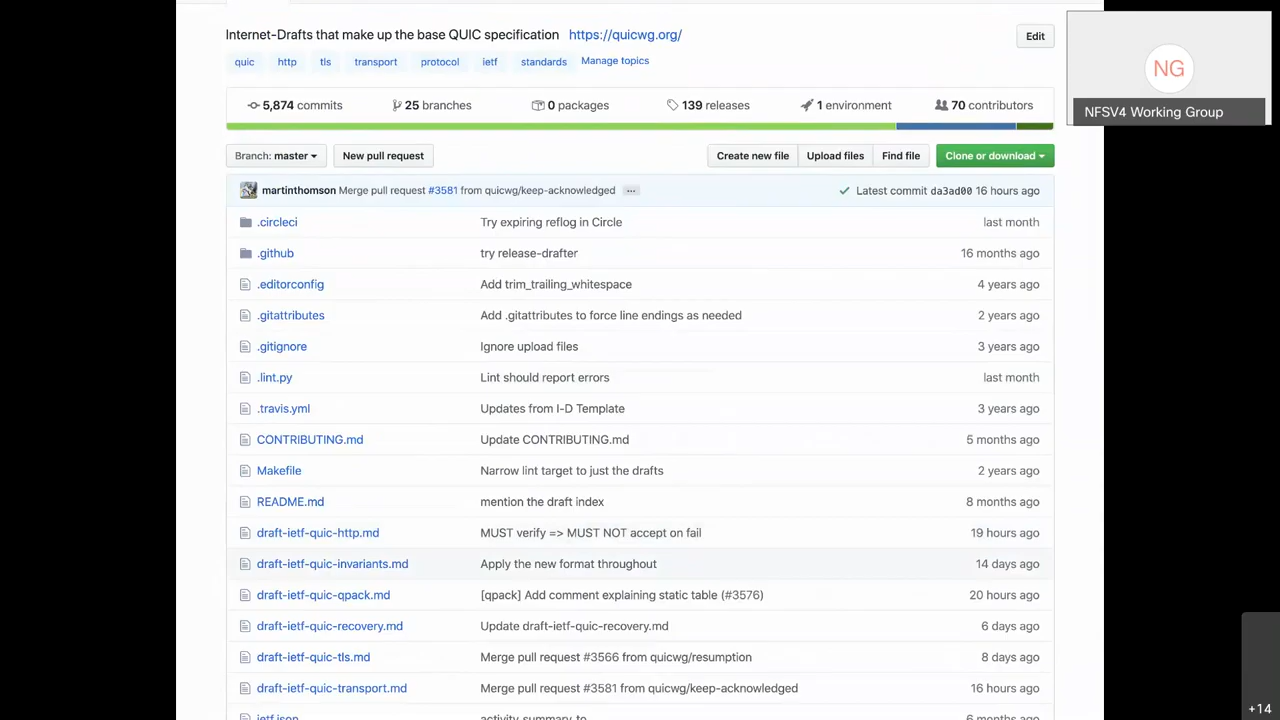 Internet-Drafts that make up the base QUIC specification https://quicwg.org/
Edit
quic http tls transport protocol ietf standards Manage topics
5,874 commits 25 branches 0 packages 139 releases 1 environment 70 contributors
Branch: master New pull request Create new file Upload files Find file Clone or download
martinthomson Merge pull request #3581 from quicwg/keep-acknowledged ... Latest commit da3ad00 16 hours ago
.circleci Try expiring reflog in Circle last month
.github try release-drafter 16 months ago
.editorconfig Add trim_trailing_whitespace 4 years ago
.gitattributes Add .gitattributes to force line endings as needed 2 years ago
.gitignore Ignore upload files 3 years ago
.lint.py Lint should report errors last month
.travis.yml Updates from I-D Template 3 years ago
CONTRIBUTING.md Update CONTRIBUTING.md 5 months ago
Makefile Narrow lint target to just the drafts 2 years ago
README.md mention the draft index 8 months ago
draft-ietf-quic-http.md MUST verify => MUST NOT accept on fail 19 hours ago
draft-ietf-quic-invariants.md Apply the new format throughout 14 days ago
draft-ietf-quic-qpack.md [qpack] Add comment explaining static table (#3576) 20 hours ago
draft-ietf-quic-recovery.md Update draft-ietf-quic-recovery.md 6 days ago
draft-ietf-quic-tls.md Merge pull request #3566 from quicwg/resumption 8 days ago
draft-ietf-quic-transport.md Merge pull request #3581 from quicwg/keep-acknowledged 16 hours ago
ietf.json activity_summary_to 6 months ago
NG
NFSV4 Working Group
+14